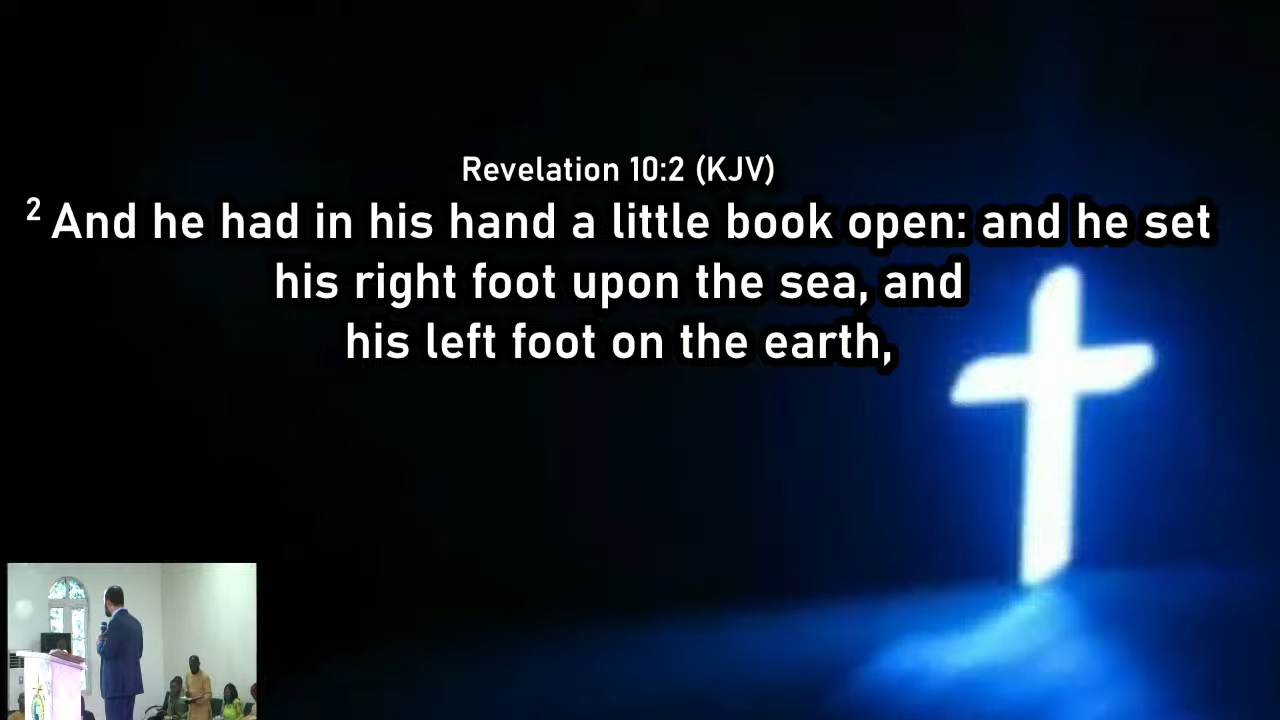 Revelation 10:2 (KJV)
2 And he had in his hand a little book open: and he set
his right foot upon the sea, and
his left foot on the earth,